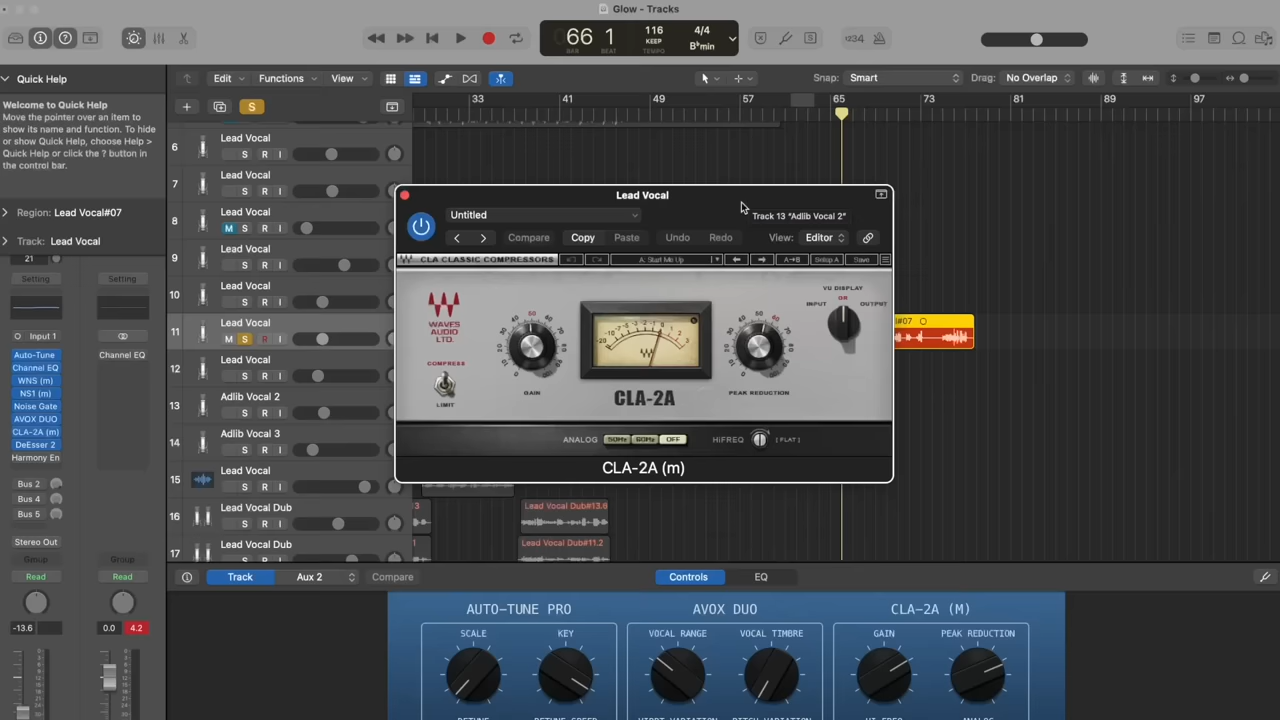 Glow - Tracks
66 1
BAR BEAT
116
KEEP
TEMPO
4/4
B♭min
1234
Quick Help
Edit
Functions
View
Snap: Smart
Drag: No Overlap
Welcome to Quick Help
Move the pointer over an item to
show its name and function. To hide
or show Quick Help, choose Help >
Quick Help or click the ? button in
the control bar.
S
33 41 49 57 65 73 81 89 97
Region: Lead Vocal#07
Track: Lead Vocal
6 Lead Vocal
S R I
7 Lead Vocal
S R I
8 Lead Vocal
M S R I
9 Lead Vocal
S R I
10 Lead Vocal
S R I
11 Lead Vocal
M S R I
12 Lead Vocal
S R I
13 Adlib Vocal 2
S R I
14 Adlib Vocal 3
S R I
15 Lead Vocal
S R I
16 Lead Vocal Dub
S R I
17 Lead Vocal Dub
S R I
21
Setting Setting
Input 1
Auto-Tune
Channel EQ
Channel EQ
WNS (m)
NS1 (m)
Noise Gate
AVOX DUO
CLA-2A (m)
DeEsser 2
Harmony En
Bus 2
Bus 4
Bus 5
Stereo Out
Group Group
Read Read
-13.6 0.0 4.2
Lead Vocal
Untitled
Track 13 "Adlib Vocal 2"
Compare
Copy
Paste
Undo
Redo
View: Editor
CLA CLASSIC COMPRESSORS
A: Start Me Up
A→B
Setup A
Save
WAVES
AUDIO
LTD.
COMPRESS
LIMIT
GAIN
CLA-2A
PEAK REDUCTION
VU DISPLAY
INPUT GR OUTPUT
ANALOG 50Hz 60Hz OFF
HiFREQ [FLAT]
CLA-2A (m)
#07
Lead Vocal Dub#13.6
Lead Vocal Dub#11.2
Track
Aux 2
Compare
Controls
EQ
AUTO-TUNE PRO
SCALE KEY
AVOX DUO
VOCAL RANGE VOCAL TIMBRE
CLA-2A (M)
GAIN PEAK REDUCTION